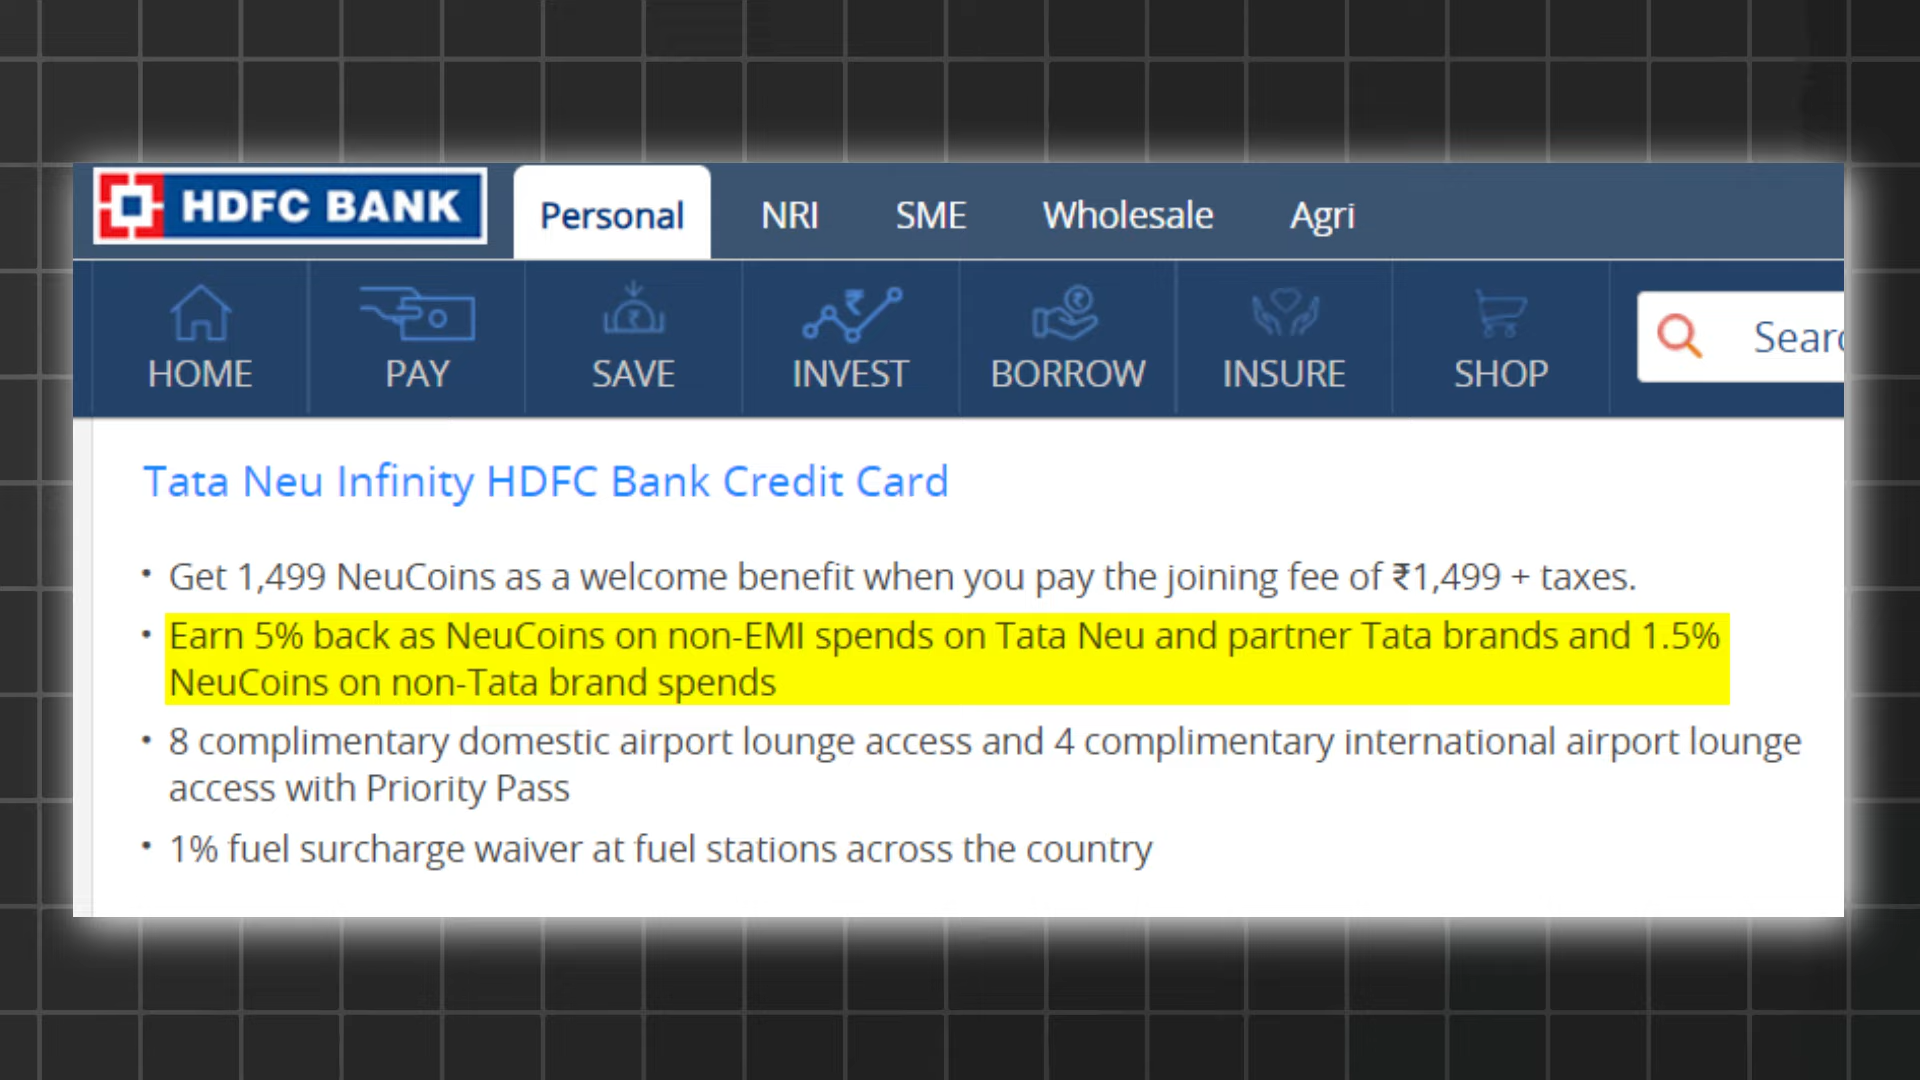 HDFC BANK Personal NRI SME Wholesale Agri
HOME PAY SAVE INVEST BORROW INSURE SHOP
Tata Neu Infinity HDFC Bank Credit Card
• Get 1,499 NeuCoins as a welcome benefit when you pay the joining fee of ₹1,499 + taxes.
• Earn 5% back as NeuCoins on non-EMI spends on Tata Neu and partner Tata brands and 1.5%
NeuCoins on non-Tata brand spends
• 8 complimentary domestic airport lounge access and 4 complimentary international airport lounge
access with Priority Pass
• 1% fuel surcharge waiver at fuel stations across the country